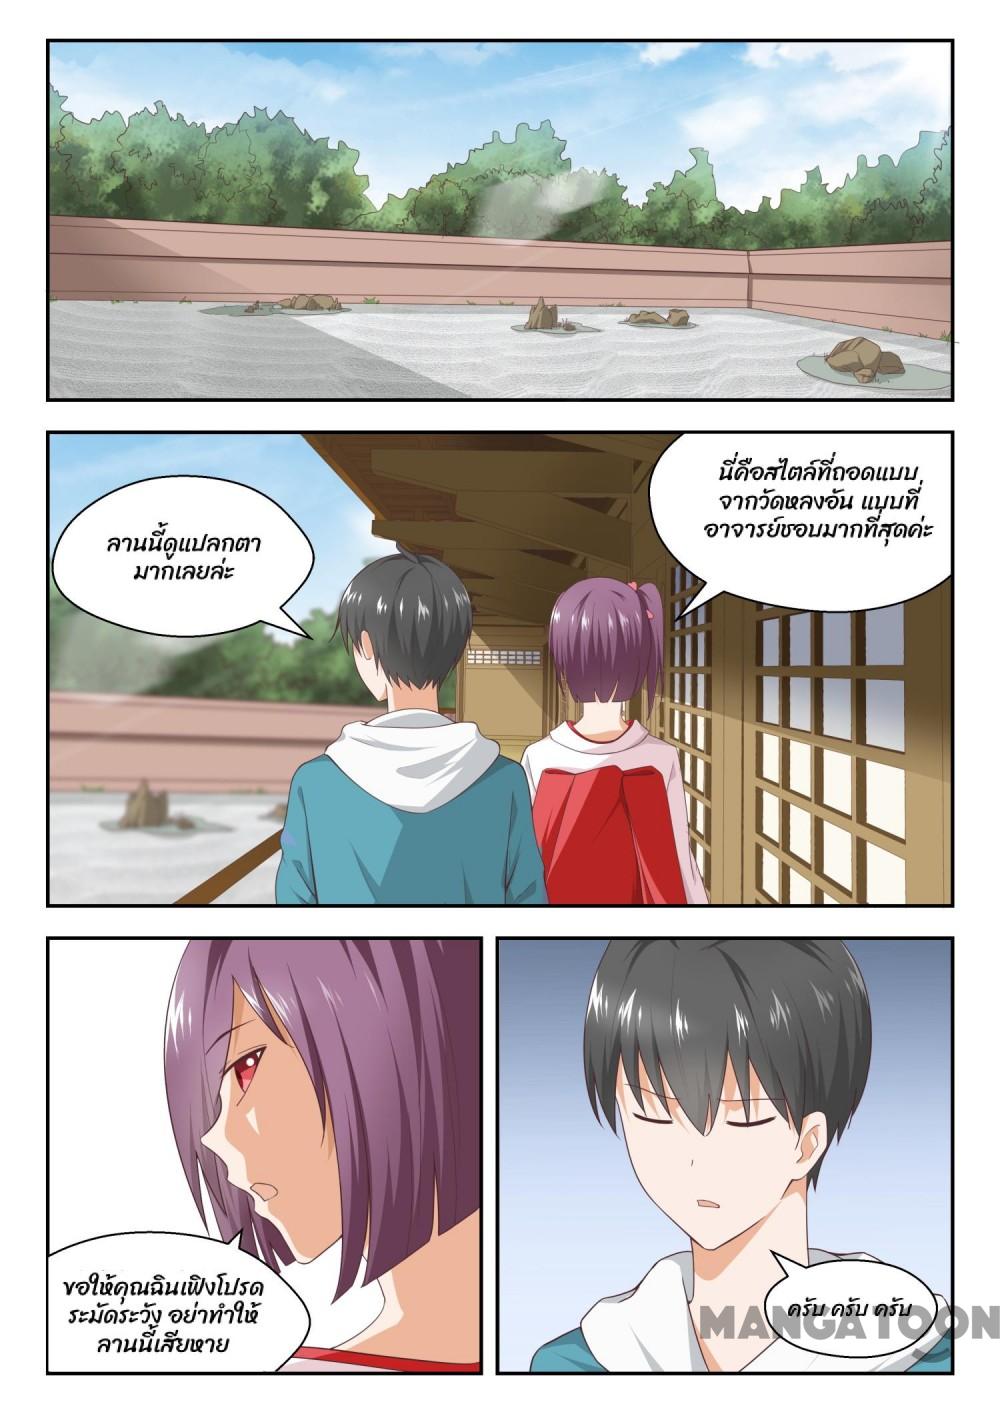 ลานนี้ดูแปลกตา
มากเลยล่ะ
นี่คือสไตล์ที่ถอดแบบ
จากวัดหลงอัน แบบที่
อาจารย์ชอบมากที่สุดค่ะ
ขอให้คุณฉินเฟิงโปรด
ระมัดระวัง อย่าทำให้
ลานนี้เสียหาย
ครับ ครับ ครับ
MANGATOON